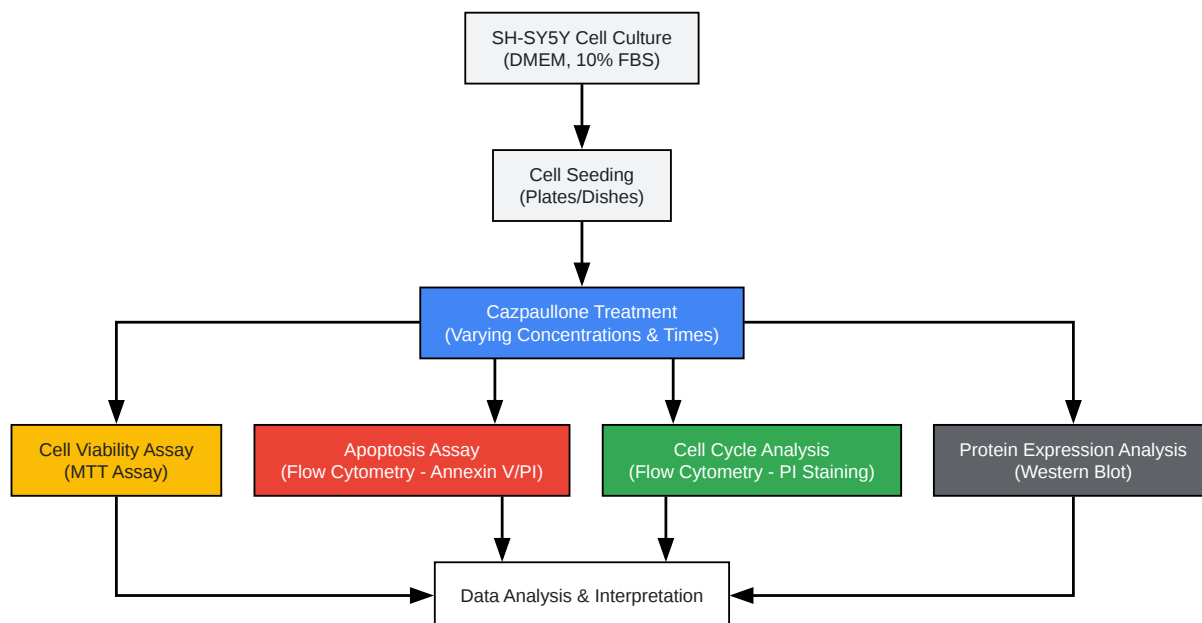 SH-SY5Y Cell Culture
(DMEM, 10% FBS)
Cell Seeding
(Plates/Dishes)
Cazpaullone Treatment
(Varying Concentrations & Times)
Cell Viability Assay
(MTT Assay)
Apoptosis Assay
(Flow Cytometry - Annexin V/PI)
Cell Cycle Analysis
(Flow Cytometry - PI Staining)
Protein Expression Analysis
(Western Blot)
Data Analysis & Interpretation